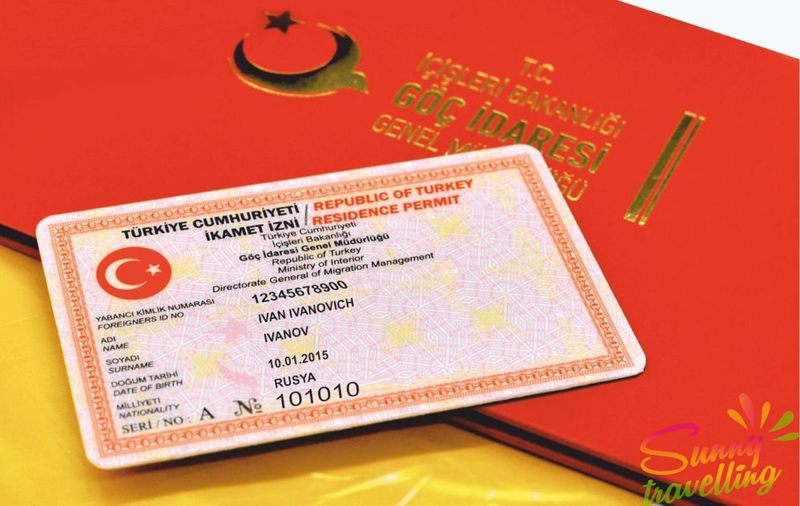 T.C.
İÇİŞLERİ BAKANLIĞI
GÖÇ İDARESİ
GENEL MÜDÜRLÜĞÜ
TÜRKİYE CUMHURİYETİ / REPUBLIC OF TURKEY
İKAMET İZNİ / RESIDENCE PERMIT
Türkiye Cumhuriyeti
İçişleri Bakanlığı
Göç İdaresi Genel Müdürlüğü
Republic of Turkey
Ministry of Interior
Directorate General of Migration Management
YABANCI KİMLİK NUMARASI
FOREIGNERS ID NO
12345678900
ADI
NAME
IVAN IVANOVICH
SOYADI
SURNAME
IVANOV
DOĞUM TARİHİ
DATE OF BIRTH
10.01.2015
MİLLİYETİ
NATIONALITY
RUSYA
SERİ / NO : A № 101010
Sunny
travelling